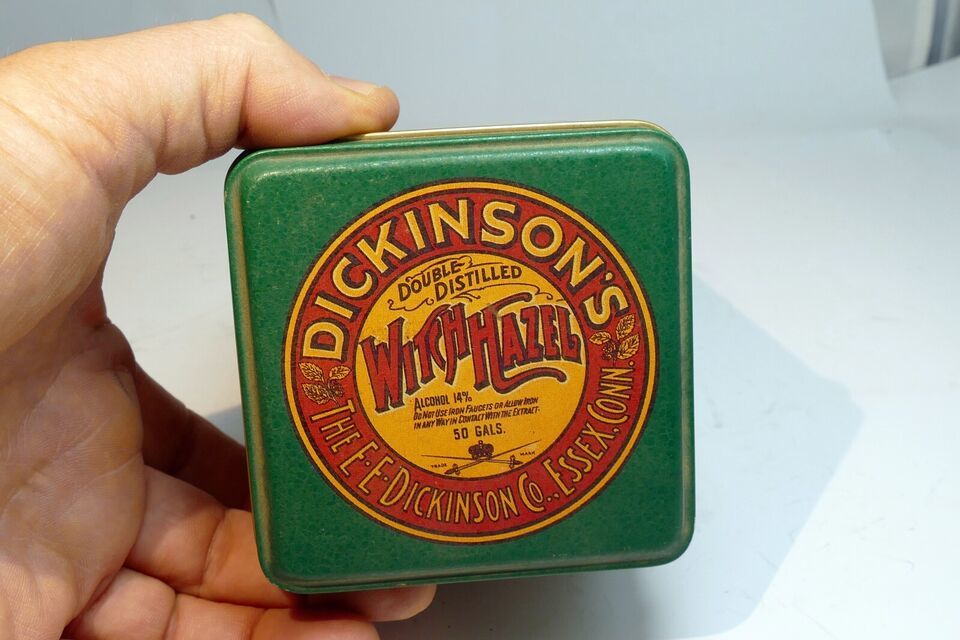 DICKINSON'S
DOUBLE-
DISTILLED
WITCH HAZEL
ALCOHOL 14%
DO NOT USE IRON FAUCETS OR ALLOW IRON
IN ANY WAY IN CONTACT WITH THE EXTRACT.
50 GALS.
TRADE MARK
THE E.E. DICKINSON CO., ESSEX, CONN.